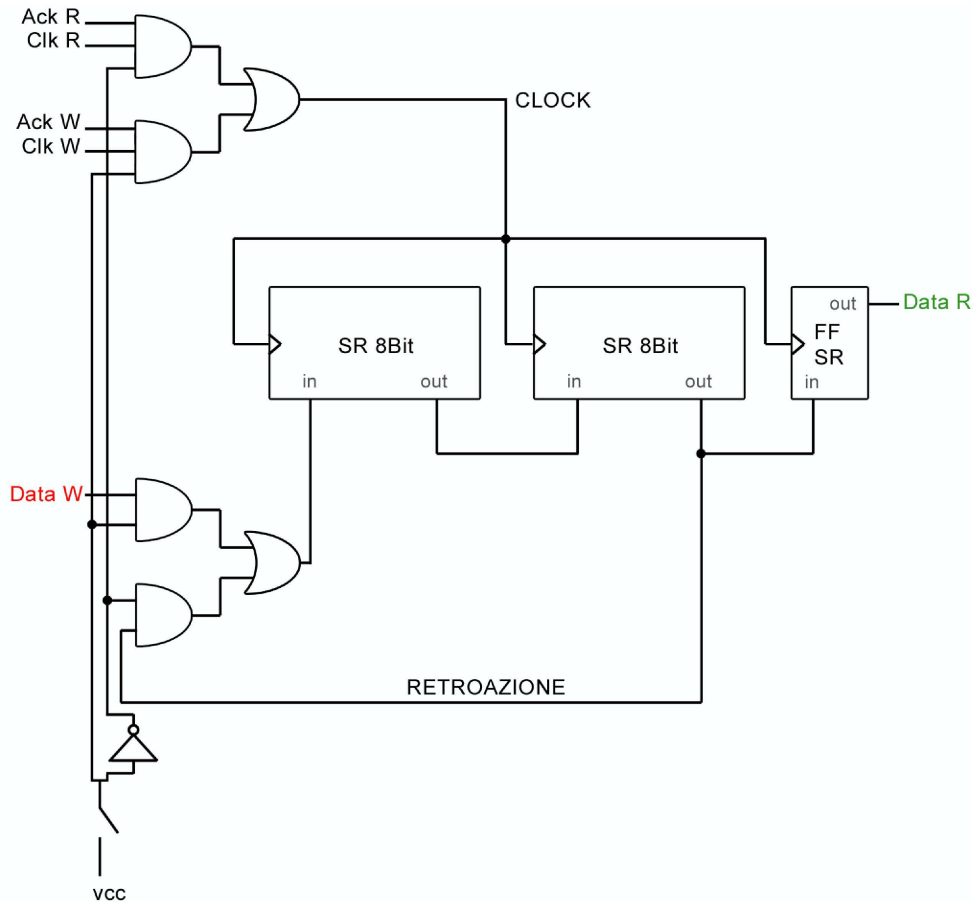 Ack R
Clk R
CLOCK
Ack W
Clk W
out
Data R
FF
SR
SR 8Bit
SR 8Bit
in
out
in
out
in
Data W
RETROAZIONE
vcc